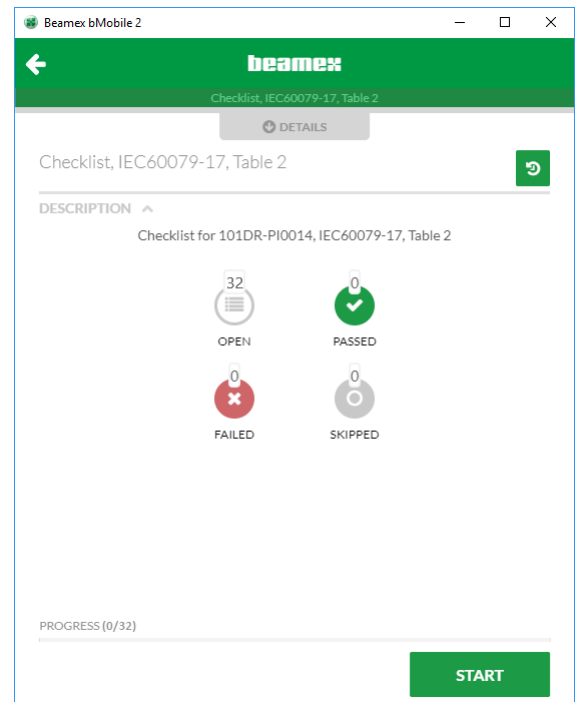 Beamex bMobile 2
beamex
Checklist, IEC60079-17, Table 2
DETAILS
Checklist, IEC60079-17, Table 2
DESCRIPTION
Checklist for 101DR-PI0014, IEC60079-17, Table 2
32
0
OPEN
PASSED
0
0
FAILED
SKIPPED
PROGRESS (0/32)
START